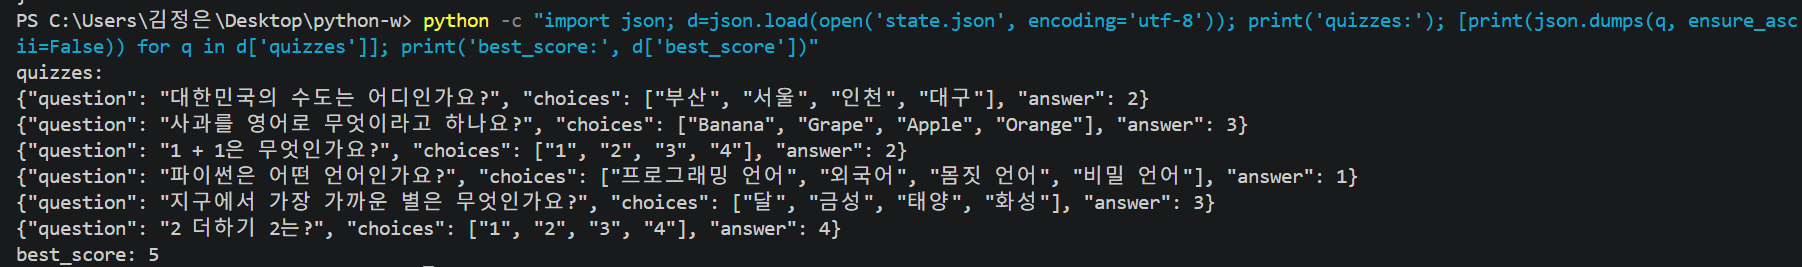 PS C:\Users\김정은\Desktop\python-w> python -c "import json; d=json.load(open('state.json', encoding='utf-8')); print('quizzes:'); [print(json.dumps(q, ensure_asc
ii=False)) for q in d['quizzes']]; print('best_score:', d['best_score'])"
quizzes:
{"question": "대한민국의 수도는 어디인가요?", "choices": ["부산", "서울", "인천", "대구"], "answer": 2}
{"question": "사과를 영어로 무엇이라고 하나요?", "choices": ["Banana", "Grape", "Apple", "Orange"], "answer": 3}
{"question": "1 + 1은 무엇인가요?", "choices": ["1", "2", "3", "4"], "answer": 2}
{"question": "파이썬은 어떤 언어인가요?", "choices": ["프로그래밍 언어", "외국어", "몸짓 언어", "비밀 언어"], "answer": 1}
{"question": "지구에서 가장 가까운 별은 무엇인가요?", "choices": ["달", "금성", "태양", "화성"], "answer": 3}
{"question": "2 더하기 2는?", "choices": ["1", "2", "3", "4"], "answer": 4}
best_score: 5